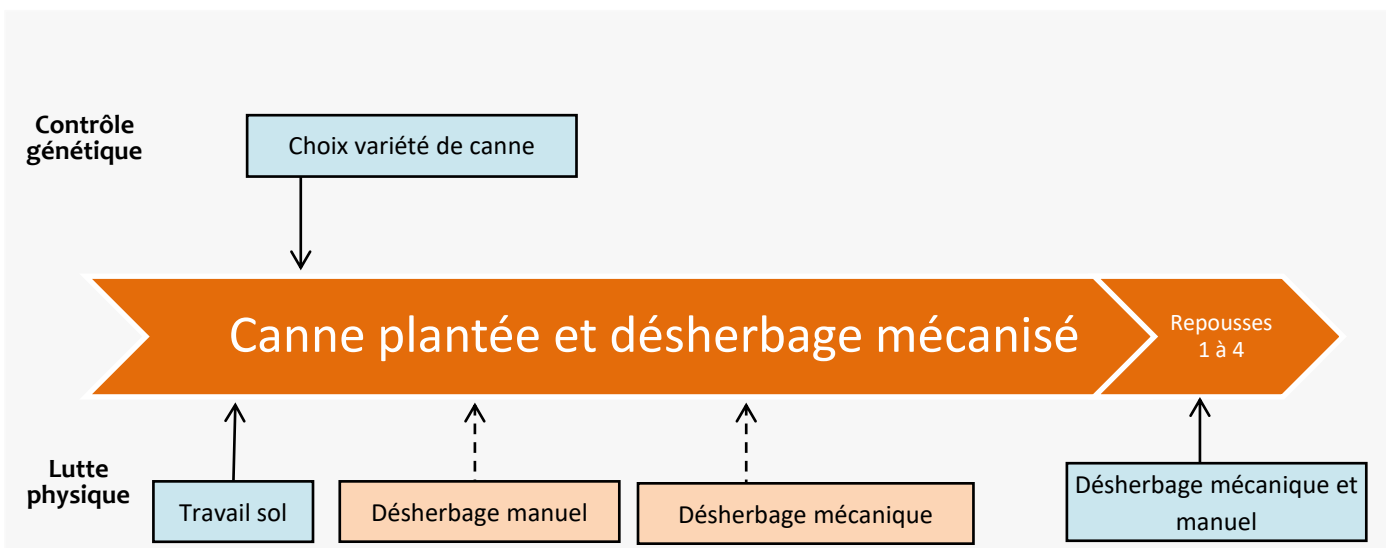 Contrôle
génétique
Choix variété de canne
Canne plantée et désherbage mécanisé
Repousses
1 à 4
Lutte
physique
Travail sol
Désherbage manuel
Désherbage mécanique
Désherbage mécanique et
manuel